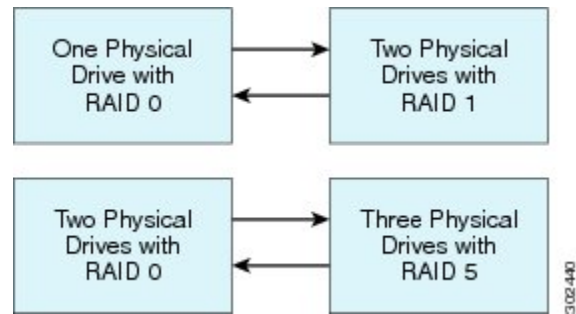 One Physical
Drive with
RAID 0
Two Physical
Drives with
RAID 1
Two Physical
Drives with
RAID 0
Three Physical
Drives with
RAID 5
302440